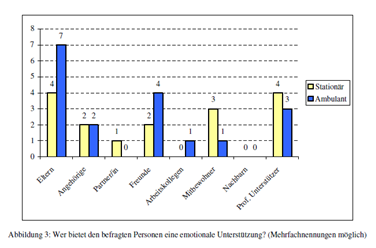 8
7
6
5
4
3
2
1
0
4 7
2 2
1 0
2 4
0 1
3 1
0 0
4 3
Eltern
Angehörige
Partner/in
Freunde
Arbeitskollegen
Mitbewohner
Nachbarn
Prof. Unterstützer
Stationär
Ambulant
Abbildung 3: Wer bietet den befragten Personen eine emotionale Unterstützung? (Mehrfachnennungen möglich)